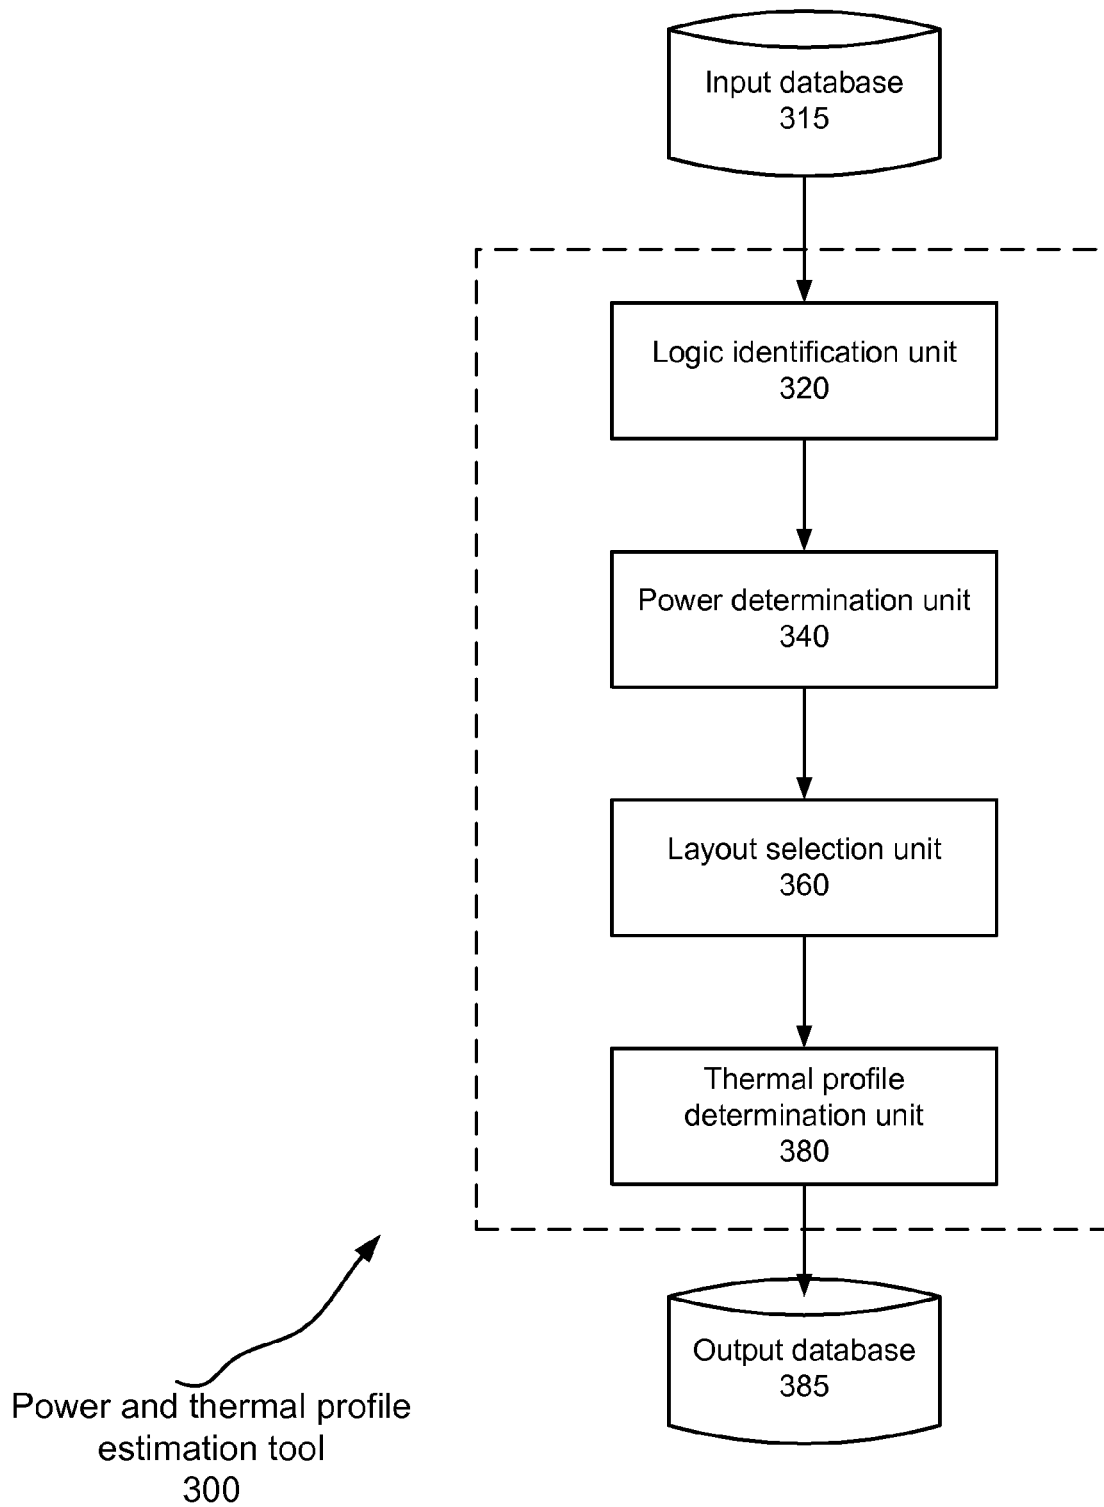 Input database
315
Logic identification unit
320
Power determination unit
340
Layout selection unit
360
Thermal profile
determination unit
380
Output database
385
Power and thermal profile
estimation tool
300